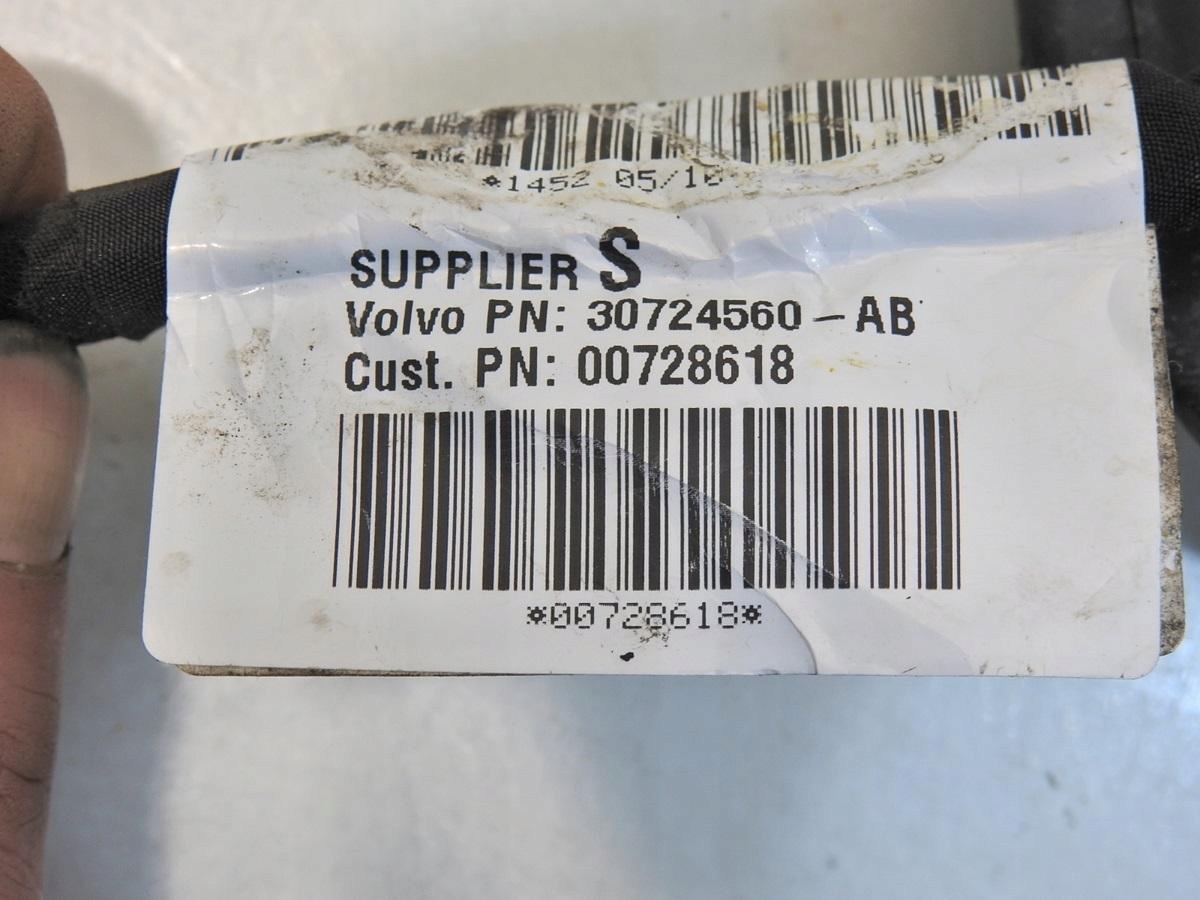 *1452 05/10
SUPPLIER S
Volvo PN: 30724560-AB
Cust. PN: 00728618
*00728618*